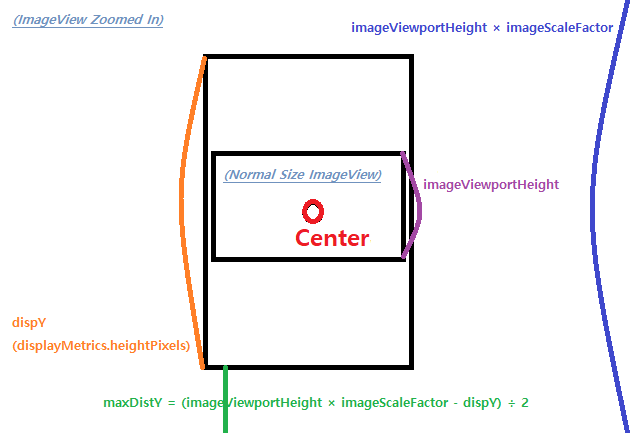 (ImageView Zoomed In)
imageViewportHeight × imageScaleFactor
(Normal Size ImageView)
imageViewportHeight
Center
dispY
(displayMetrics.heightPixels)
maxDistY = (imageViewportHeight × imageScaleFactor - dispY) ÷ 2